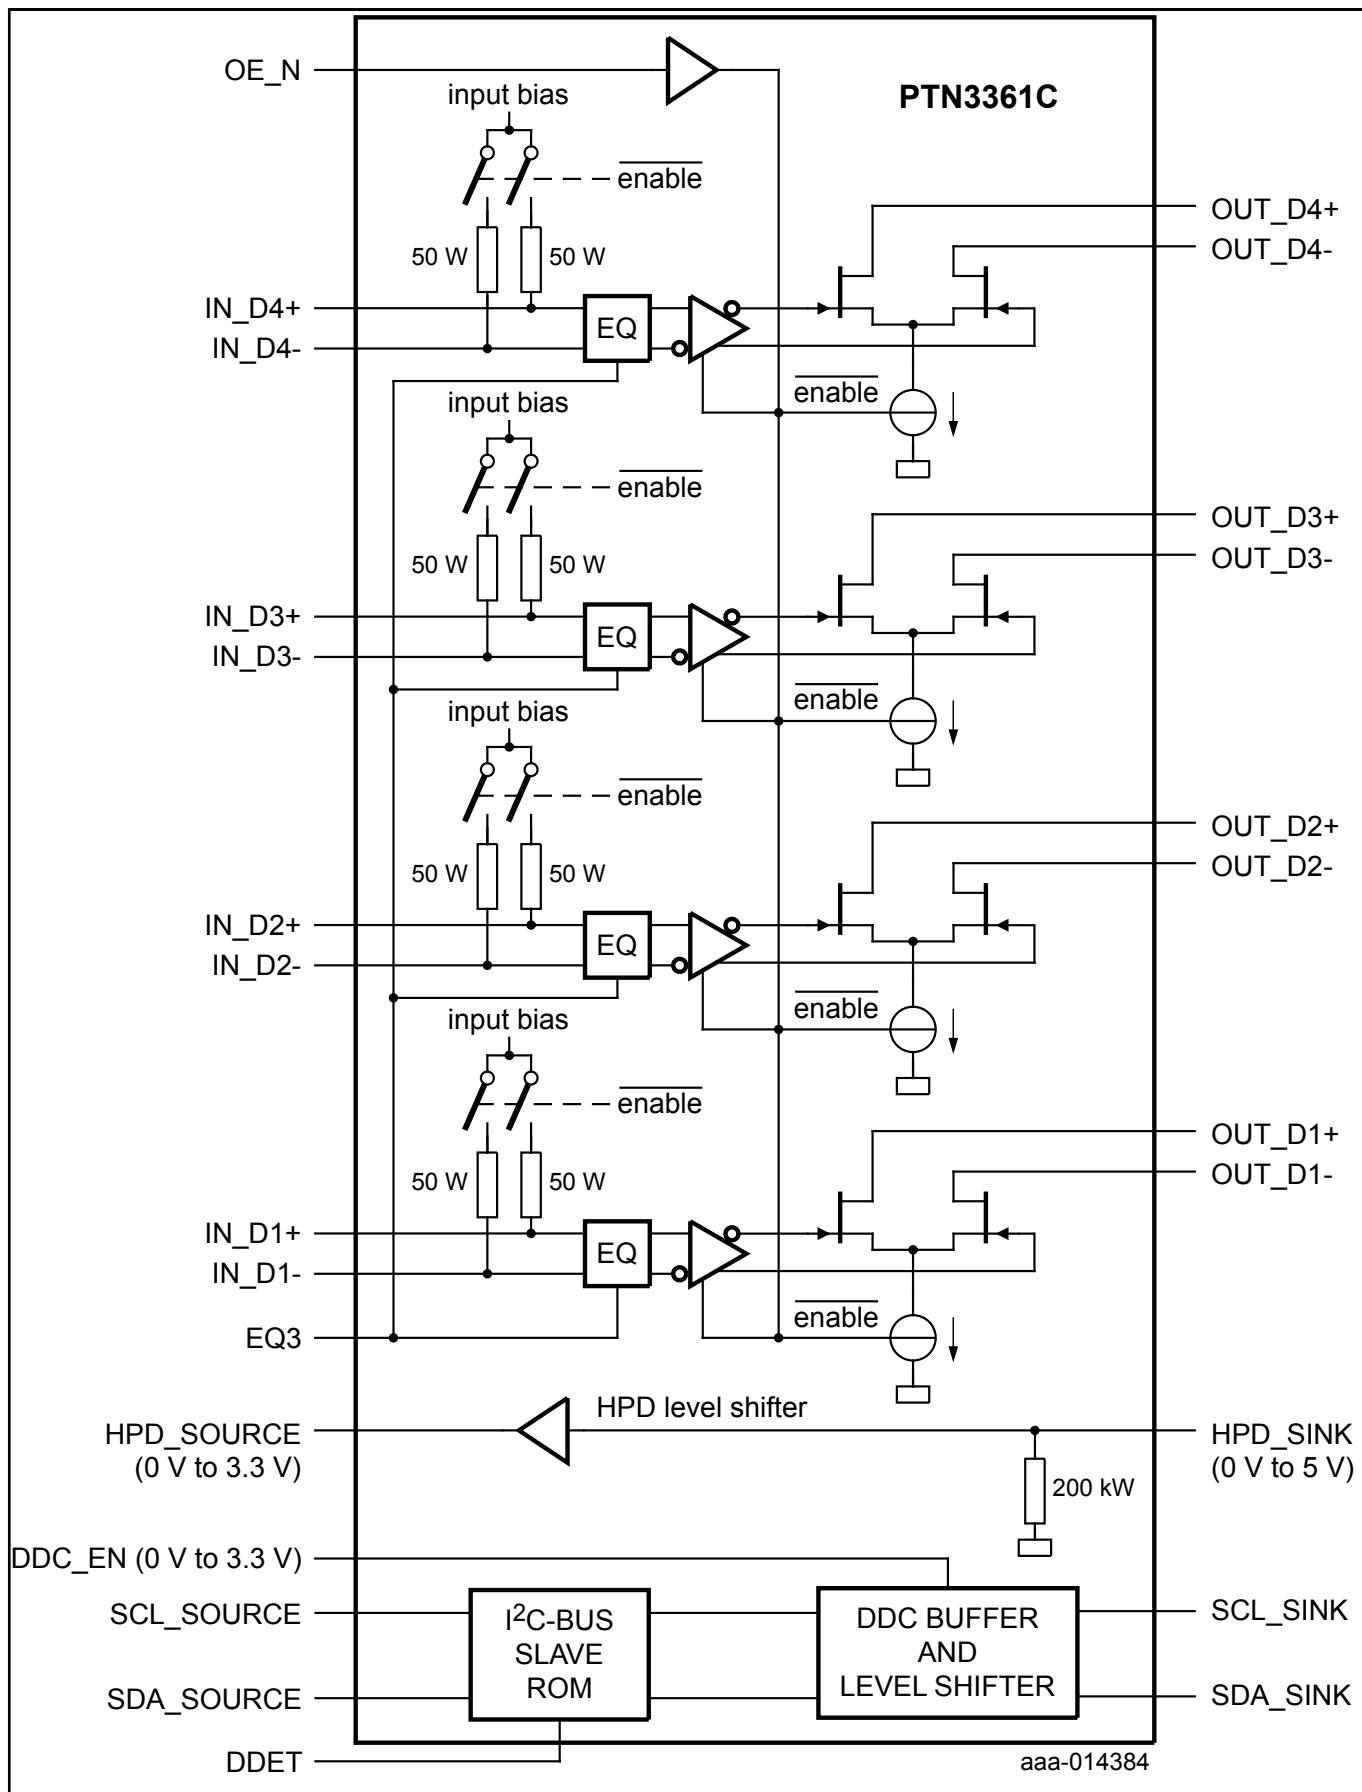 OE_N
input bias
PTN3361C
enable
OUT_D4+
50 W 50 W
OUT_D4-
IN_D4+
EQ
IN_D4-
enable
input bias
enable
OUT_D3+
50 W 50 W
OUT_D3-
IN_D3+
EQ
IN_D3-
enable
input bias
enable
OUT_D2+
50 W 50 W
OUT_D2-
IN_D2+
EQ
IN_D2-
enable
input bias
enable
OUT_D1+
50 W 50 W
OUT_D1-
IN_D1+
EQ
IN_D1-
enable
EQ3
HPD level shifter
HPD_SOURCE
(0 V to 3.3 V)
HPD_SINK
(0 V to 5 V)
200 kW
DDC_EN (0 V to 3.3 V)
SCL_SOURCE
I²C-BUS
SLAVE
ROM
DDC BUFFER
AND
LEVEL SHIFTER
SCL_SINK
SDA_SOURCE
SDA_SINK
DDET
aaa-014384